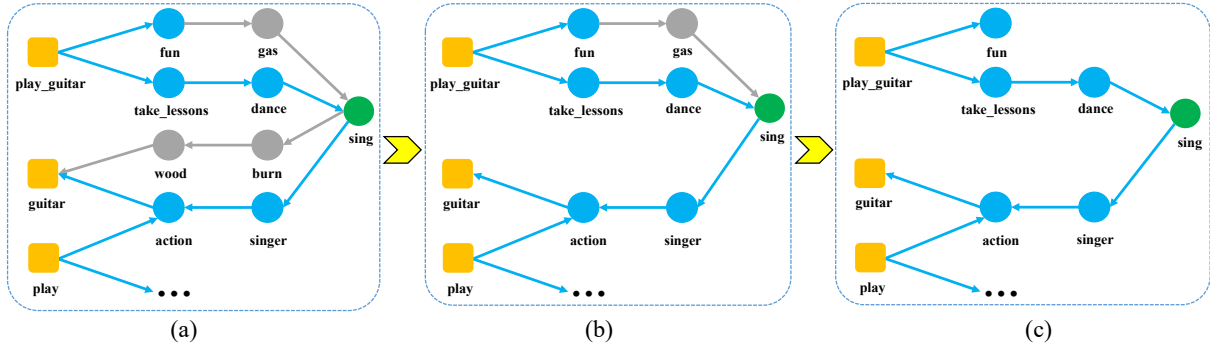 fun
gas
play_guitar
take_lessons
dance
sing
wood
burn
guitar
action
singer
play
...
(a)
fun
gas
play_guitar
take_lessons
dance
sing
guitar
action
singer
play
...
(b)
fun
play_guitar
take_lessons
dance
sing
guitar
action
singer
play
...
(c)